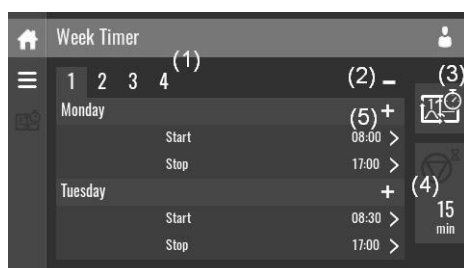 Week Timer
(1)
1 2 3 4
(2) –
(3)
Monday
(5) +
Start 08:00 >
Stop 17:00 >
Tuesday +
(4)
Start 08:30 >
15
min
Stop 17:00 >